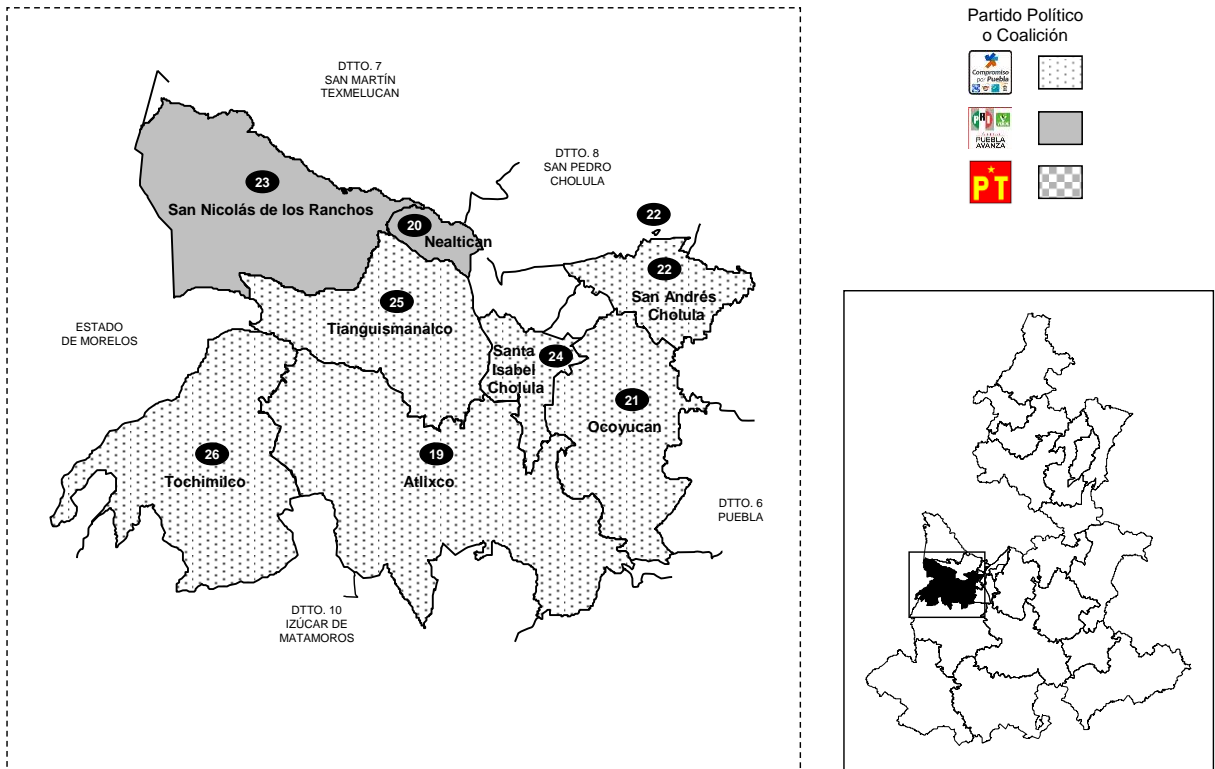 Partido Político
o Coalición
Compromiso
por Puebla
PRD
PUEBLA
AVANZA
PT
DTTO. 7
SAN MARTÍN
TEXMELUCAN
DTTO. 8
SAN PEDRO
CHOLULA
23
San Nicolás de los Ranchos
20
Nealtican
22
22
San Andrés
Cholula
25
Tianguismanalco
ESTADO
DE MORELOS
Santa
Isabel
Cholula
24
21
Ocoyucan
26
Tochimilco
19
Atlixco
DTTO. 6
PUEBLA
DTTO. 10
IZÚCAR DE
MATAMOROS